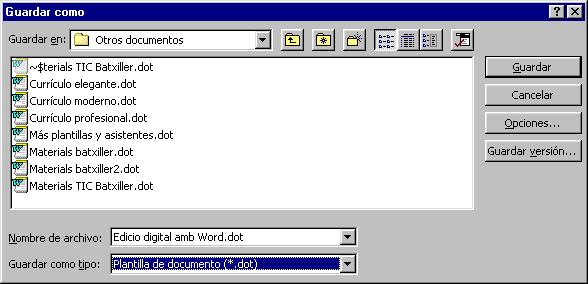 Guardar como
Guardar en: Otros documentos
~$terials TIC Batxiller.dot
Currículo elegante.dot
Currículo moderno.dot
Currículo profesional.dot
Más plantillas y asistentes.dot
Materials batxiller.dot
Materials batxiller2.dot
Materials TIC Batxiller.dot
Guardar
Cancelar
Opciones...
Guardar versión...
Nombre de archivo: Edicio digital amb Word.dot
Guardar como tipo: Plantilla de documento (*.dot)